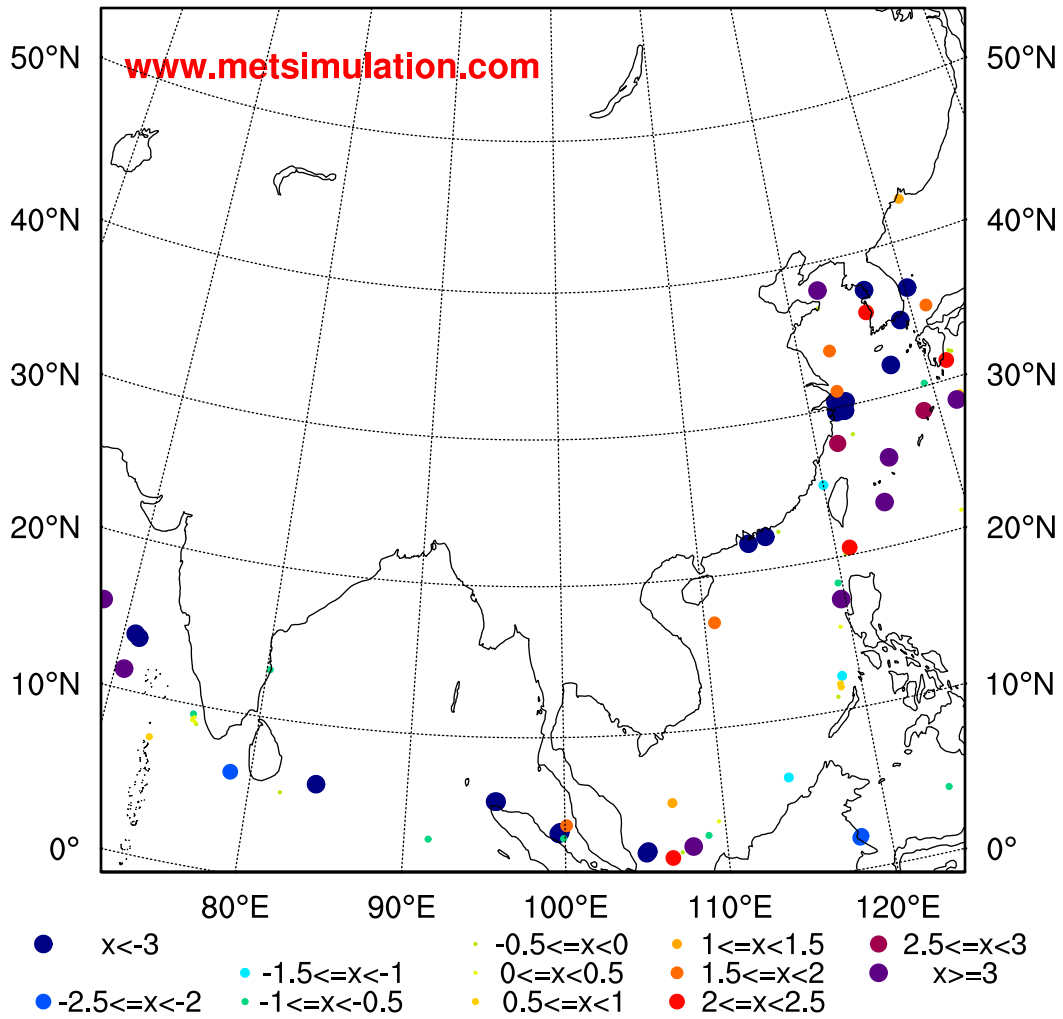 www.metsimulation.com
50°N 50°N
40°N 40°N
30°N 30°N
20°N 20°N
10°N 10°N
0° 0°
80°E 90°E 100°E 110°E 120°E
x<-3 -0.5<=x<0 1<=x<1.5 2.5<=x<3
-1.5<=x<-1 0<=x<0.5 1.5<=x<2 x>=3
-2.5<=x<-2 -1<=x<-0.5 0.5<=x<1 2<=x<2.5